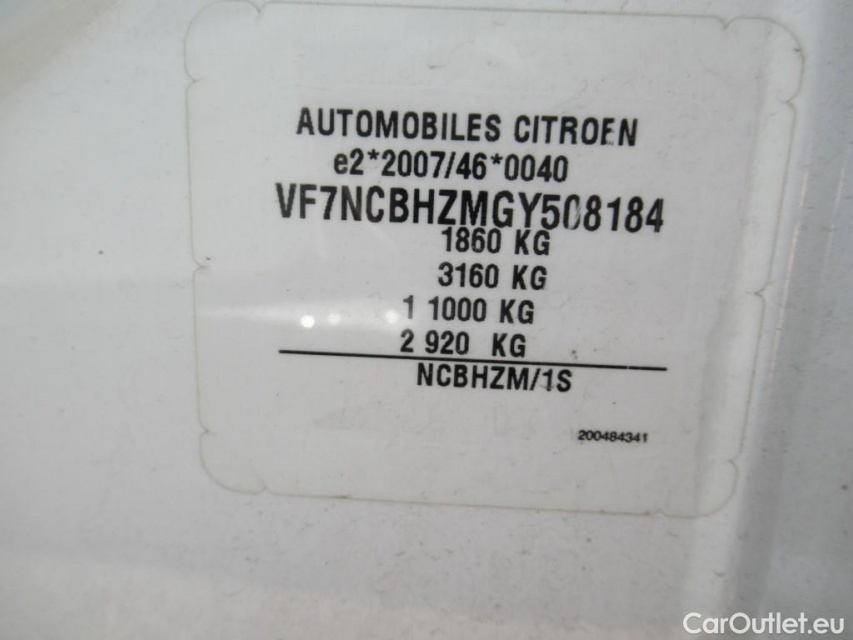 AUTOMOBILES CITROEN
e2*2007/46*0040
VF7NCBHZMGY508184
1860 KG
3160 KG
1 1000 KG
2 920 KG
NCBHZM/1S
200484341
CarOutlet.eu